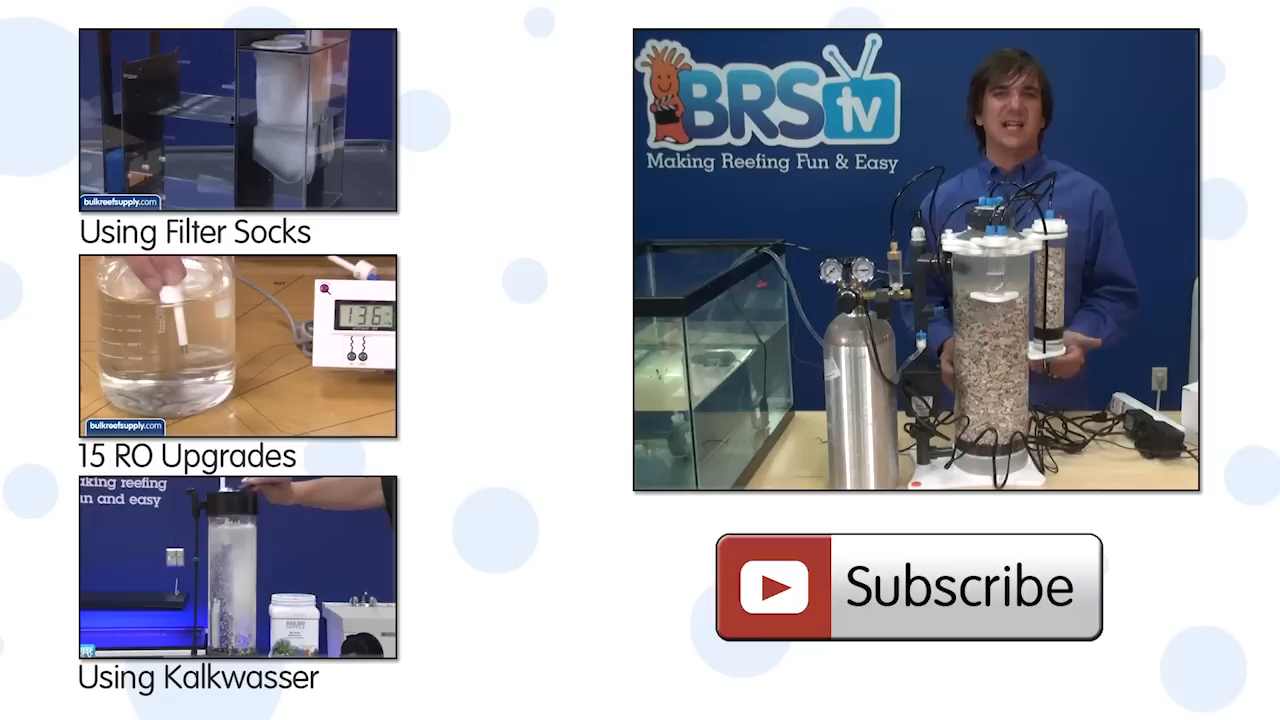 bulkreefsupply.com
Using Filter Socks
136
bulkreefsupply.com
15 RO Upgrades
aking reefing
un and easy
Using Kalkwasser
BRS tv
Making Reefing Fun & Easy
Subscribe